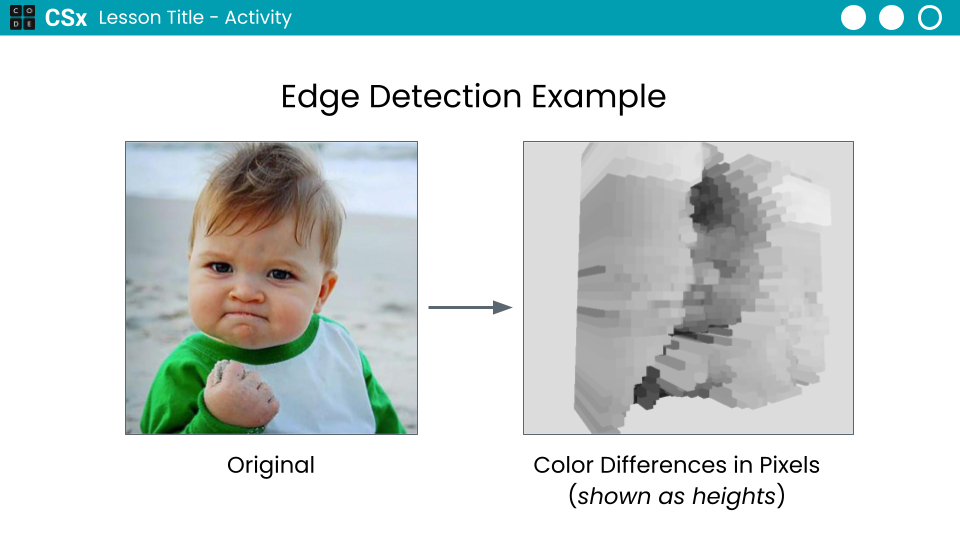 C O D E CSx Lesson Title - Activity
Edge Detection Example
Original
Color Differences in Pixels
(shown as heights)